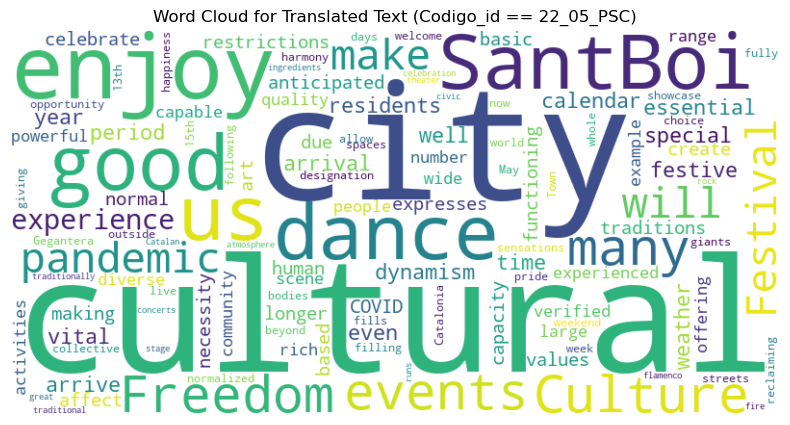 Word Cloud for Translated Text (Codigo_id == 22_05_PSC)
celebrate happiness restrictions harmony days welcome basic range fully
enjoy 13th ingredients make celebration theater SantBoi
opportunity anticipated calendar showcase essential
year capable quality residents city now choice
powerful period 15th due allow well world whole example special
good following art arrival spaces number May functioning create
giving normal designation wide festive
experience us people expresses Town will rock
outside dance many traditions Festival
Gegantera Catalan atmosphere human sensations giants
pandemic scene dynamism time pride experienced
traditionally diverse bodies
live cultural COVID Catalonia capacity verified weekend weather offering
activities making concerts necessity community longer beyond fills even large
vital rich filling based values week
collective stage
arrive normalized runs flamenco streets reclaiming
affect Freedom events civic Culture
great traditional fire